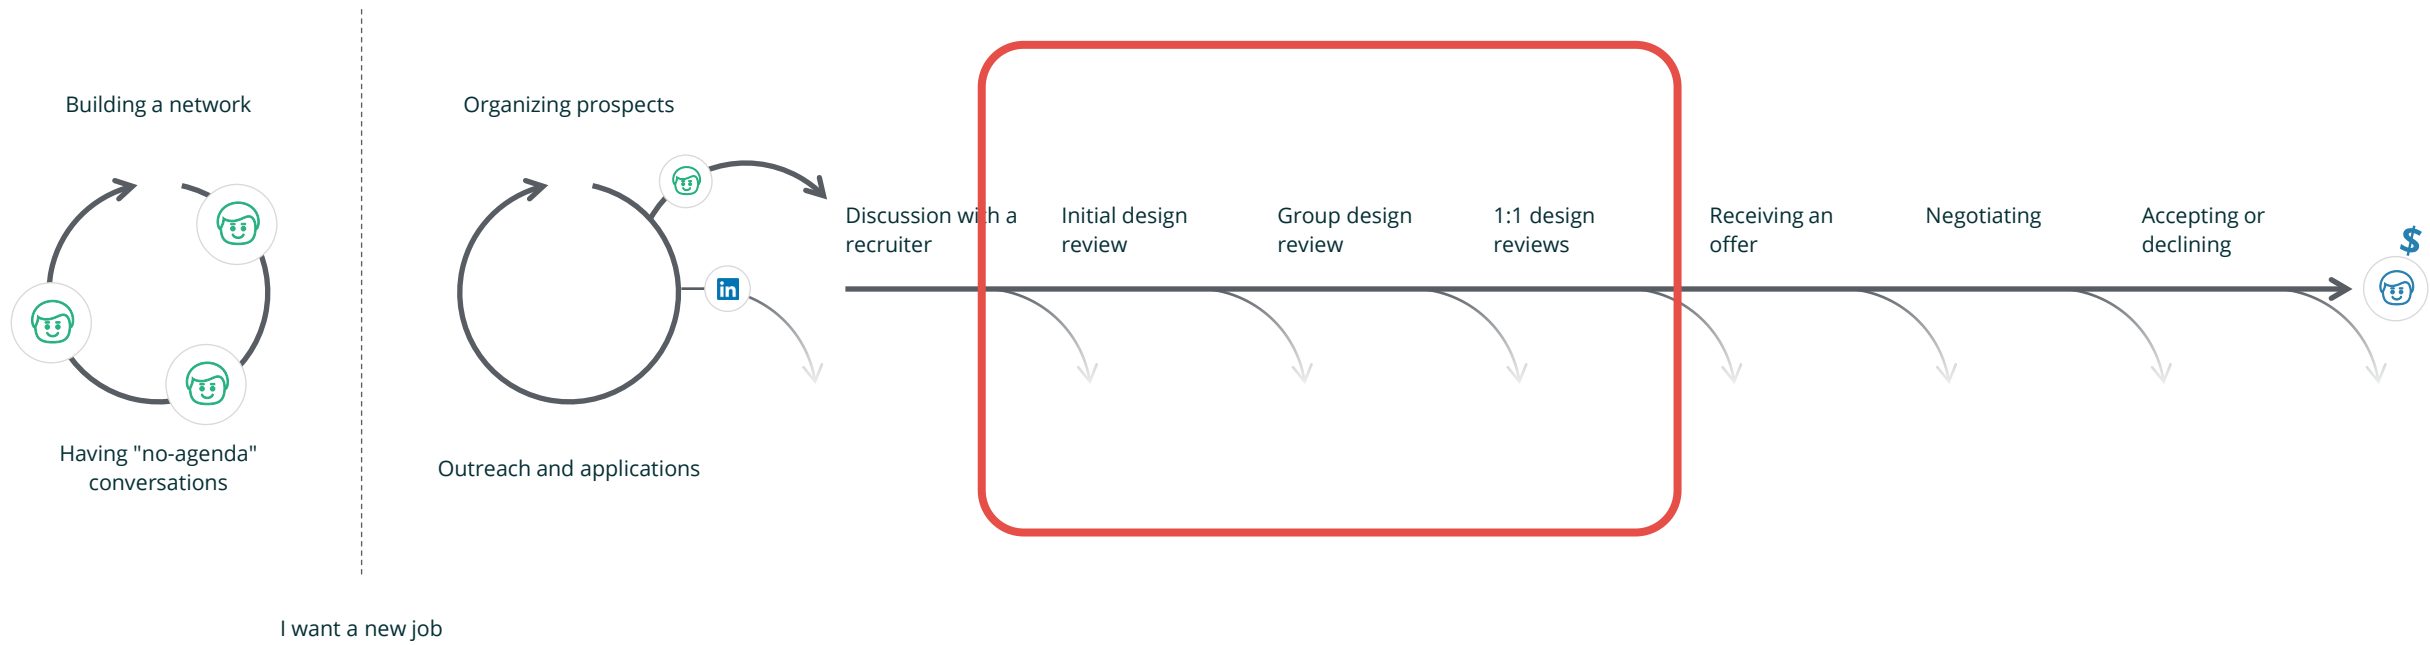 Building a network
Having "no-agenda"
conversations
I want a new job
Organizing prospects
in
Outreach and applications
Discussion with a
recruiter
Initial design
review
Group design
review
1:1 design
reviews
Receiving an
offer
Negotiating
Accepting or
declining
$